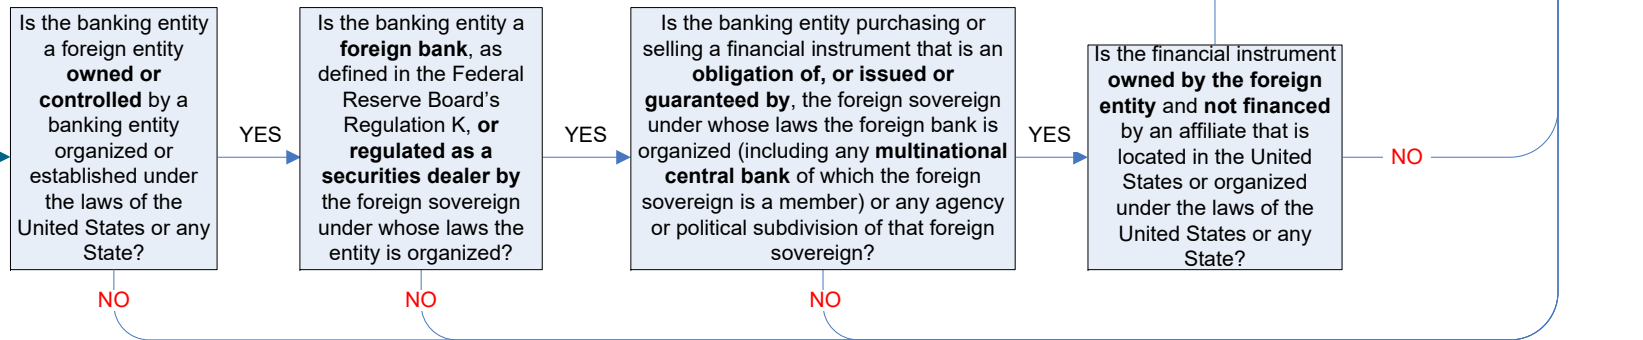 Is the banking entity
a foreign entity
owned or
controlled by a
banking entity
organized or
established under
the laws of the
United States or any
State?
YES
NO
Is the banking entity a
foreign bank, as
defined in the Federal
Reserve Board’s
Regulation K, or
regulated as a
securities dealer by
the foreign sovereign
under whose laws the
entity is organized?
YES
NO
Is the banking entity purchasing or
selling a financial instrument that is an
obligation of, or issued or
guaranteed by, the foreign sovereign
under whose laws the foreign bank is
organized (including any multinational
central bank of which the foreign
sovereign is a member) or any agency
or political subdivision of that foreign
sovereign?
YES
NO
Is the financial instrument
owned by the foreign
entity and not financed
by an affiliate that is
located in the United
States or organized
under the laws of the
United States or any
State?
NO